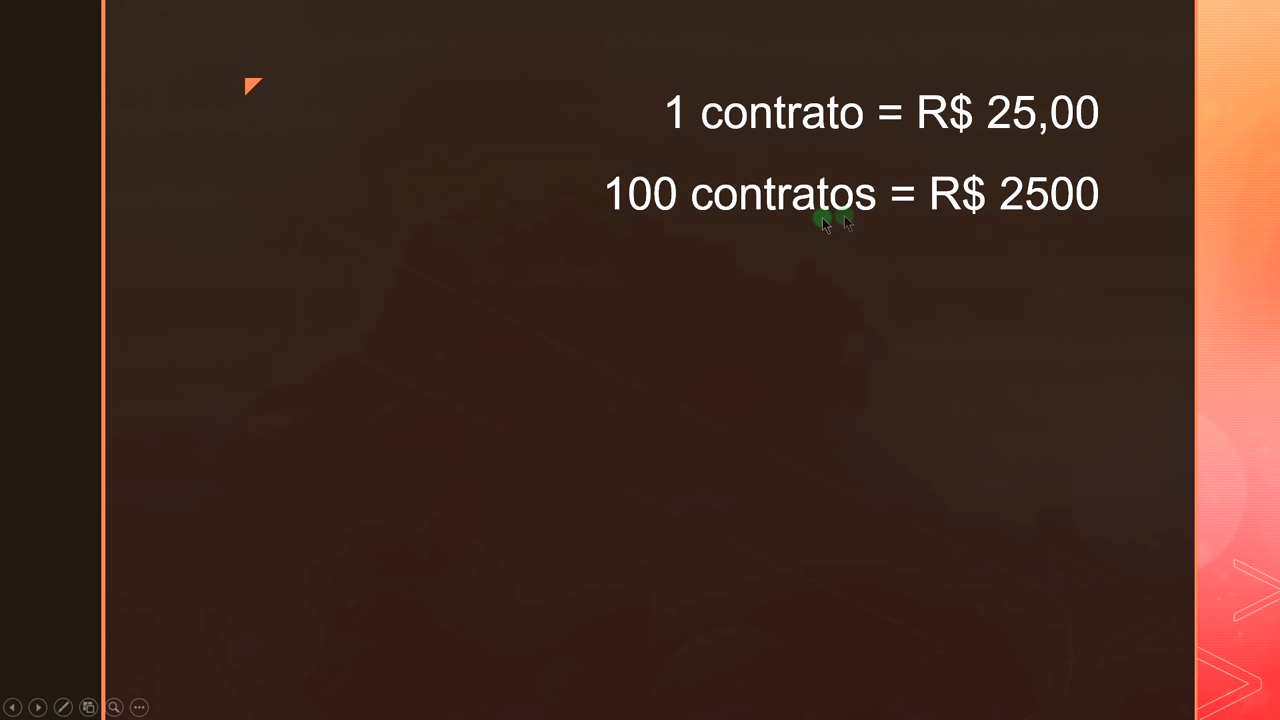 1 contrato = R$ 25,00
100 contratos = R$ 2500